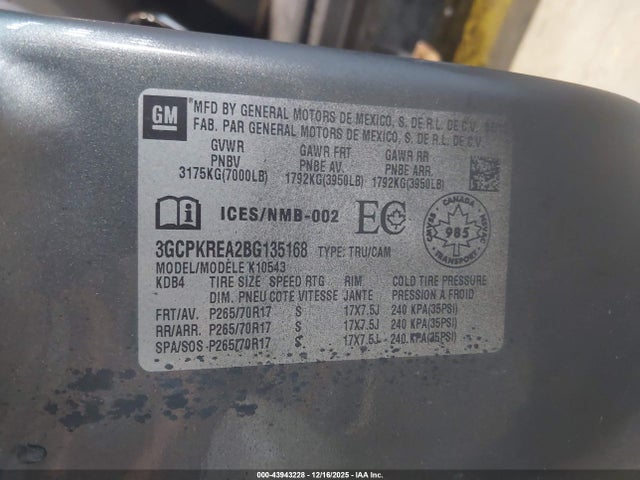 GM
MFD BY GENERAL MOTORS DE MEXICO, S. DE R.L. DE C.V.
FAB. PAR GENERAL MOTORS DE MEXICO, S. DE R.L. DE C.V.
GVWR GAWR FRT GAWR RR
PNBV PNBE AV. PNBE ARR.
3175KG(7000LB) 1792KG(3950LB) 1792KG(3950LB)
ICES/NMB-002 EC CANADA 985
3GCPKREA2BG135168 TYPE: TRU/CAM
MODEL/MODÈLE K10543
KDB4 TIRE SIZE SPEED RTG RIM COLD TIRE PRESSURE
DIM. PNEU COTE VITESSE JANTE PRESSION A FROID
FRT/AV. P265/70R17 S 17X7.5J 240 KPA(35PSI)
RR/ARR. P265/70R17 S 17X7.5J 240 KPA(35PSI)
SPA/SOS P265/70R17 S 17X7.5J 240 KPA(35PSI)
000-43943228 - 12/16/2025 - IAA Inc.